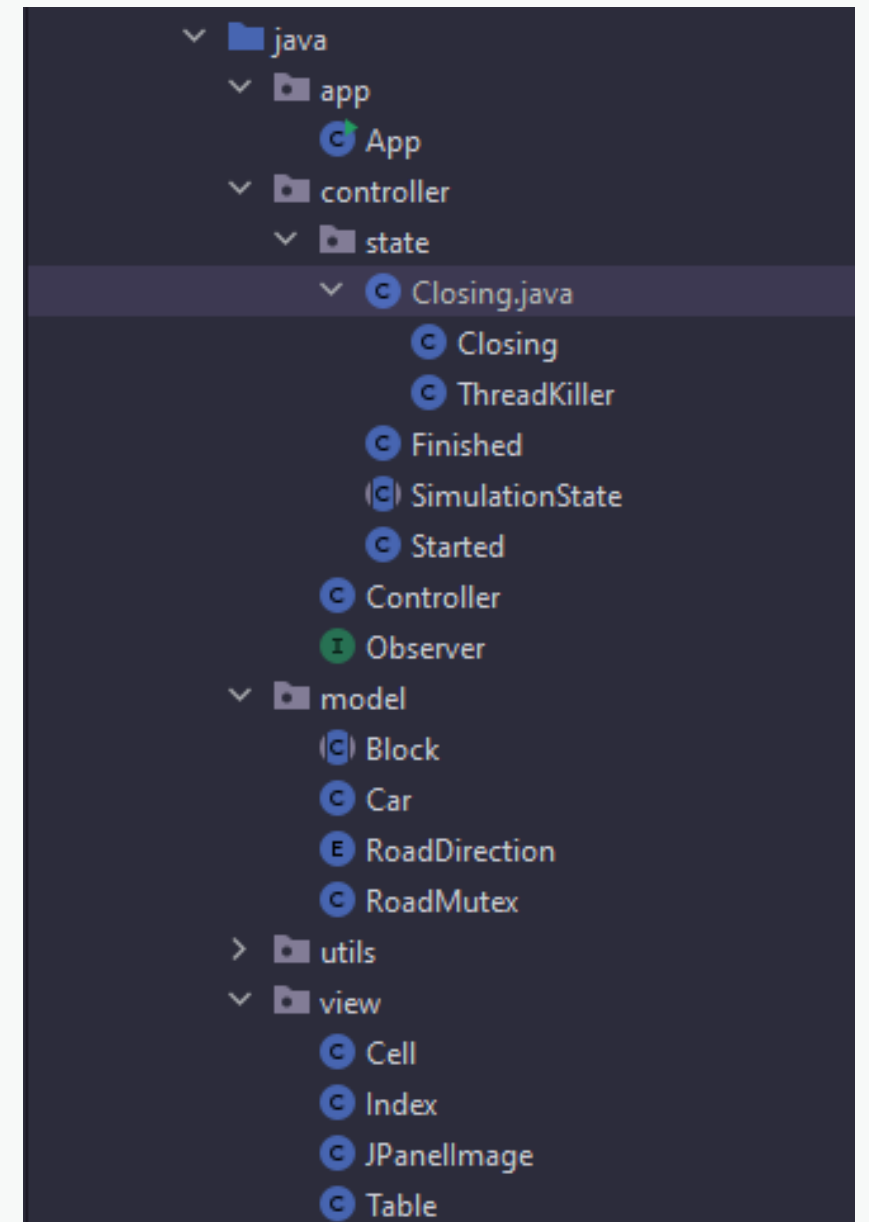 java
app
App
controller
state
Closing.java
Closing
ThreadKiller
Finished
SimulationState
Started
Controller
Observer
model
Block
Car
RoadDirection
RoadMutex
utils
view
Cell
Index
JPanelImage
Table